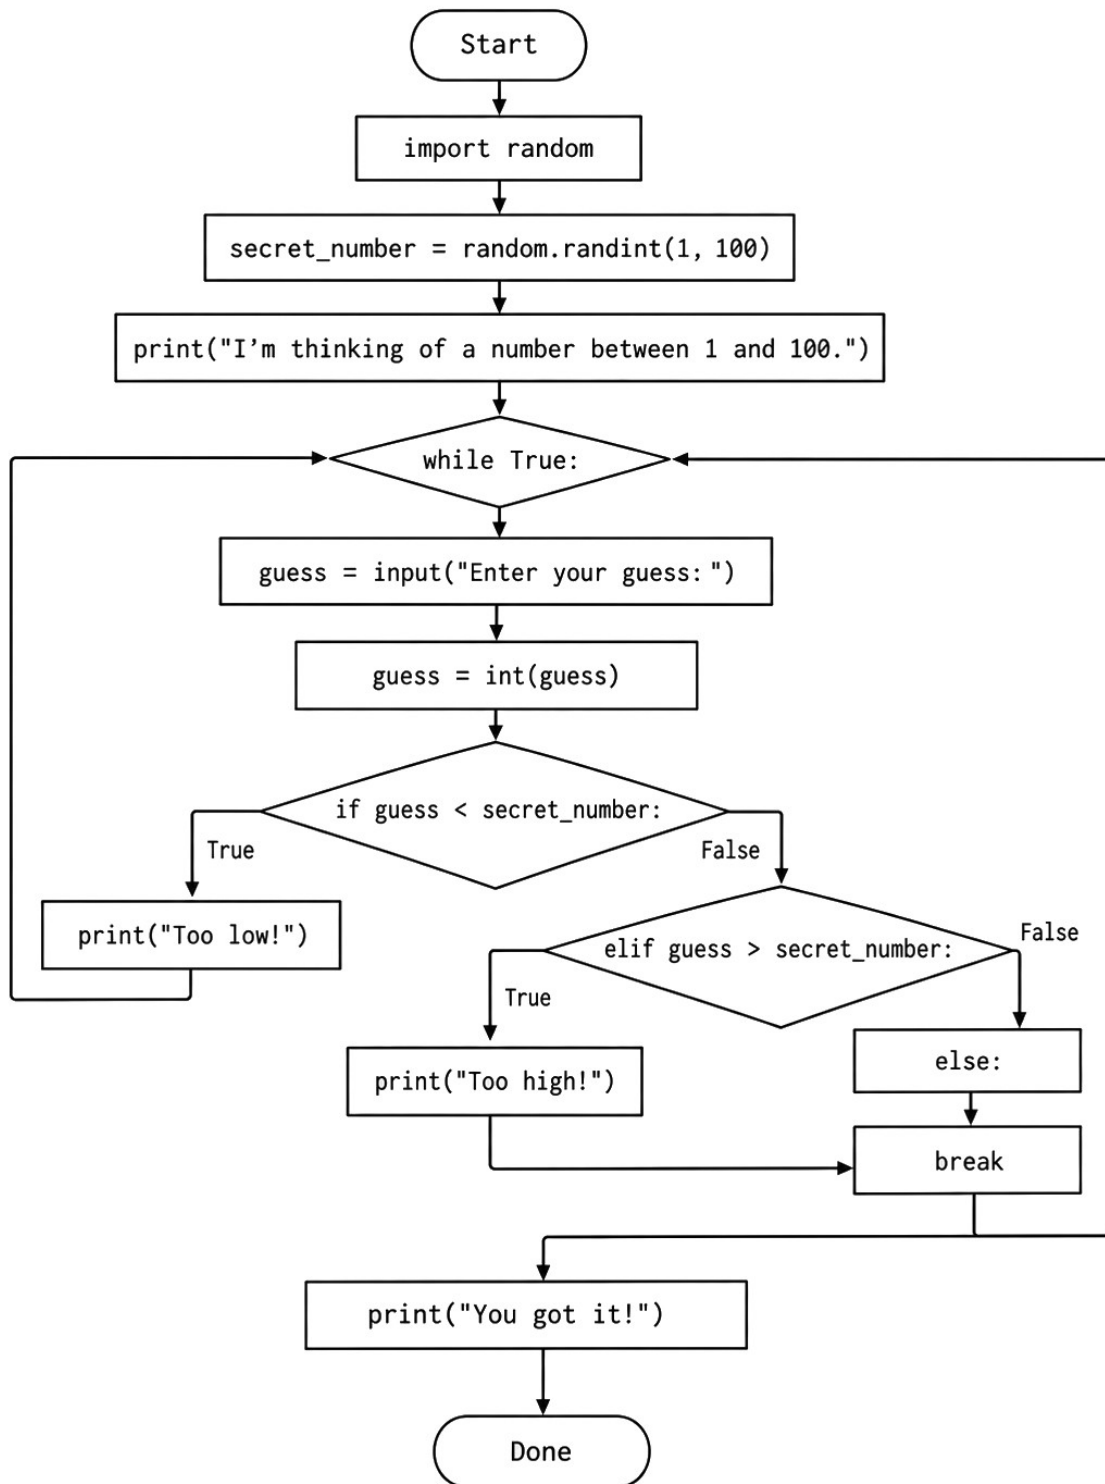 Start
import random
secret_number = random.randint(1, 100)
print("I’m thinking of a number between 1 and 100.")
while True:
guess = input("Enter your guess: ")
guess = int(guess)
if guess < secret_number:
True
False
print("Too low!")
elif guess > secret_number:
False
True
print("Too high!")
else:
break
print("You got it!")
Done